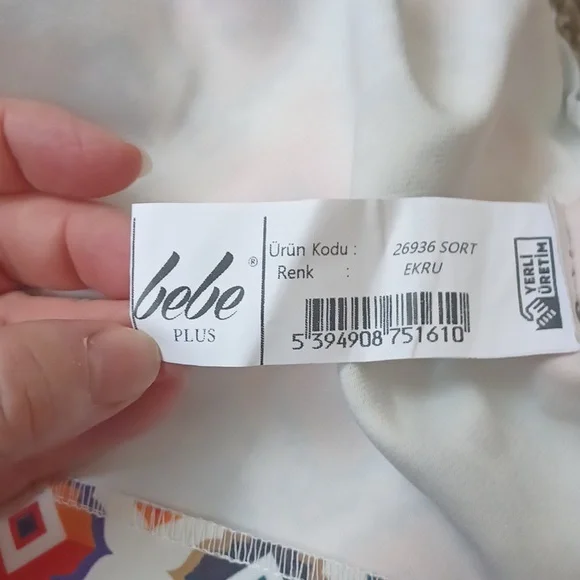 bebe®
PLUS
Ürün Kodu : 26936 SORT
Renk : EKRU
5 394908 751610
YERLİ
ÜRETİM